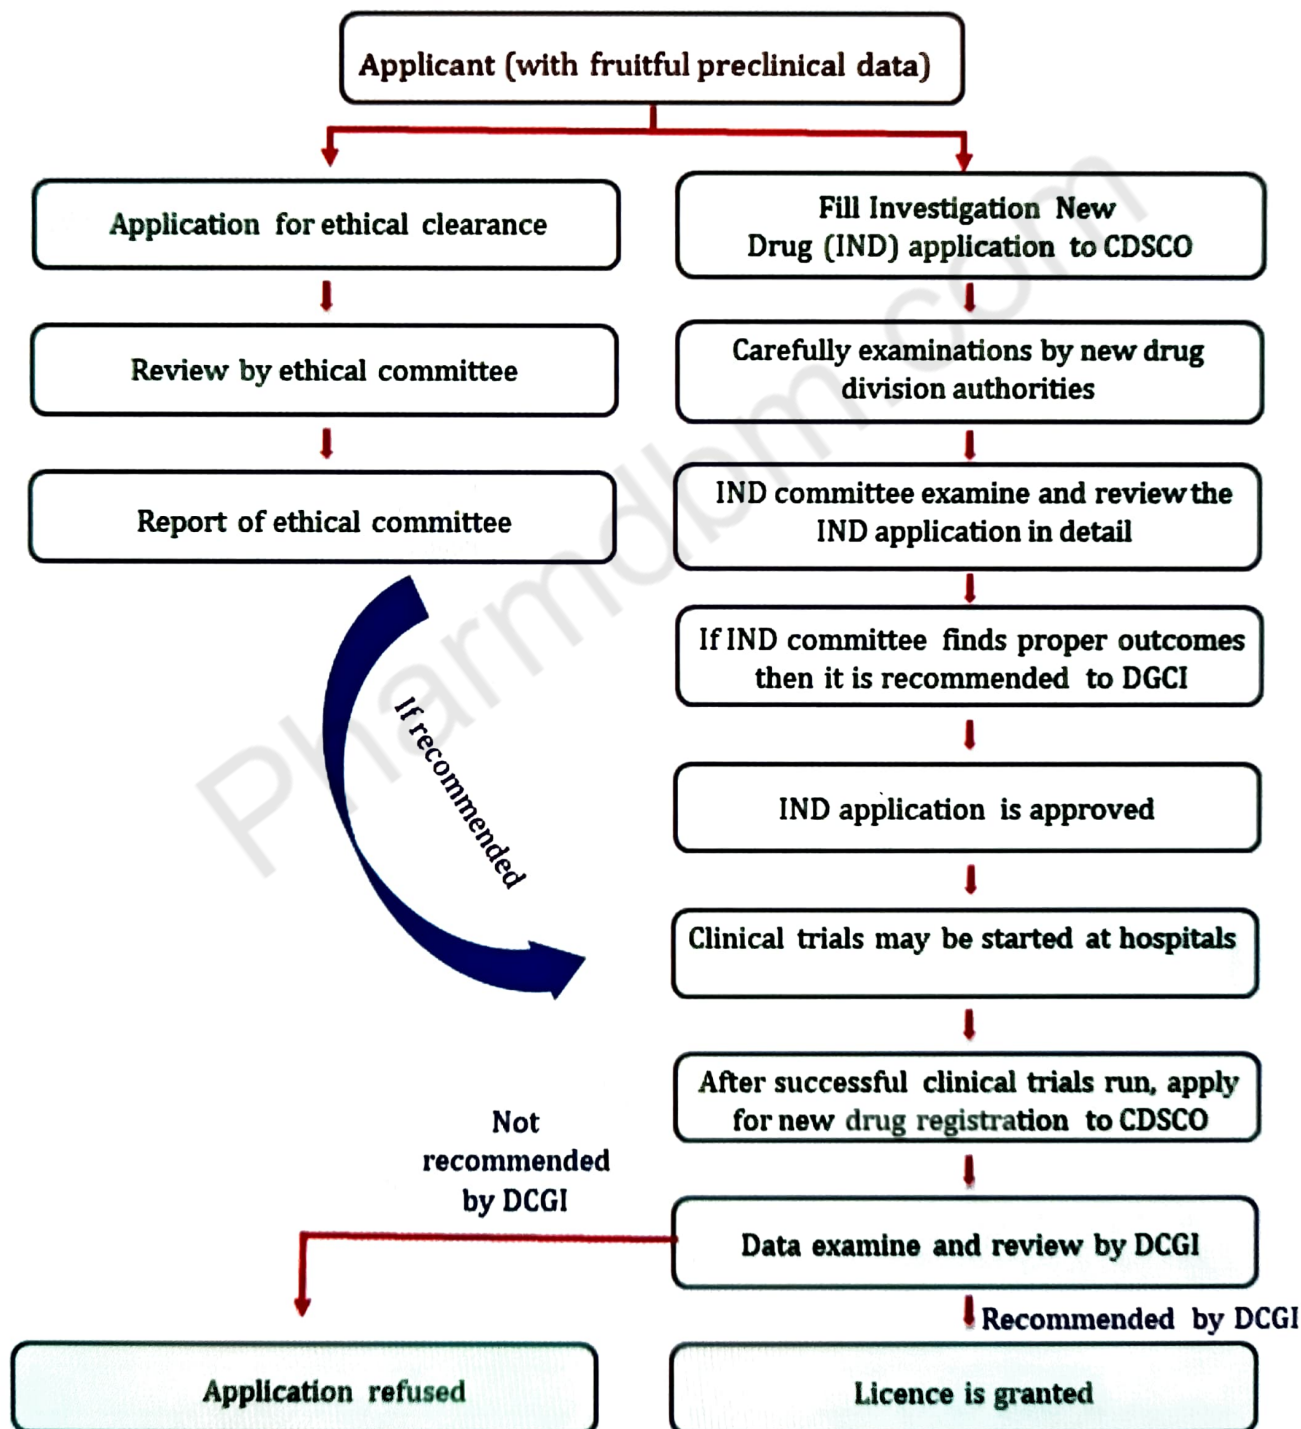 Applicant (with fruitful preclinical data)
Application for ethical clearance
Review by ethical committee
Report of ethical committee
If recommended
Fill Investigation New
Drug (IND) application to CDSCO
Carefully examinations by new drug
division authorities
IND committee examine and review the
IND application in detail
If IND committee finds proper outcomes
then it is recommended to DGCI
IND application is approved
Clinical trials may be started at hospitals
After successful clinical trials run, apply
for new drug registration to CDSCO
Data examine and review by DCGI
Not
recommended
by DCGI
Recommended by DCGI
Application refused
Licence is granted
Pharmdbm.com